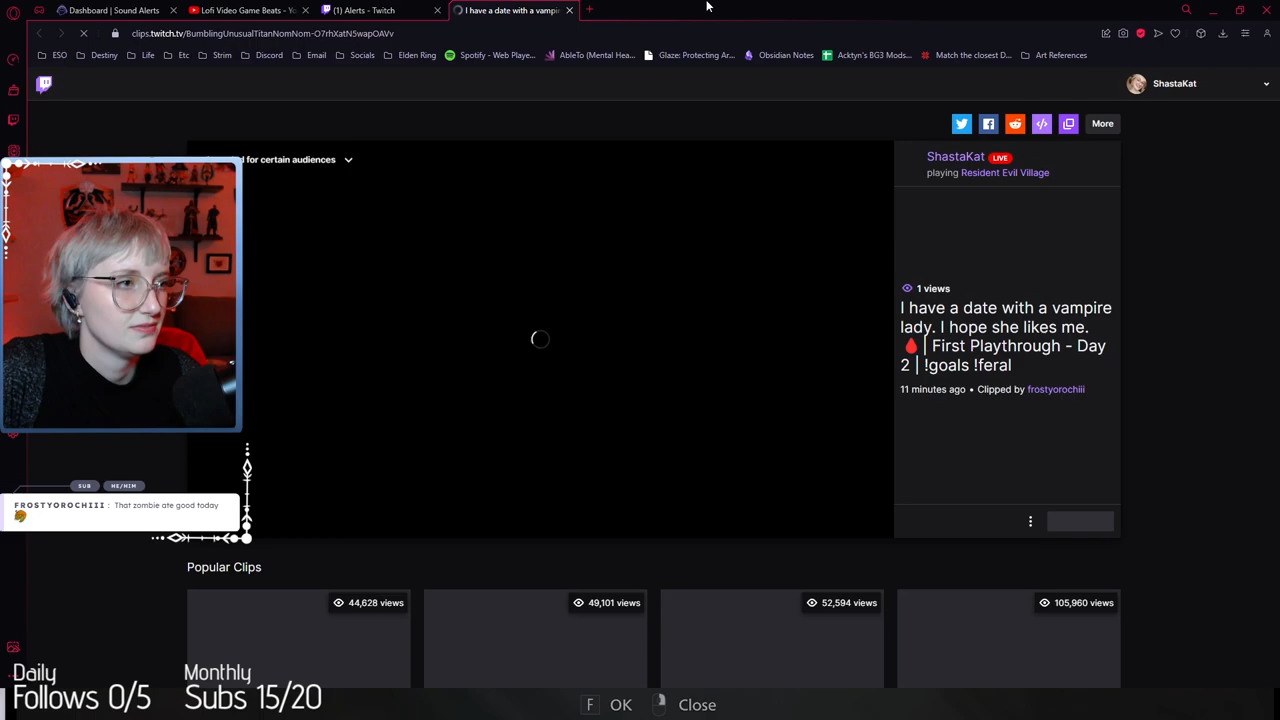 Dashboard | Sound Alerts
Lofi Video Game Beats - Yo
(1) Alerts - Twitch
I have a date with a vampir
clips.twitch.tv/BumblingUnusualTitanNomNom-O7rhXatN5wapOAVv
ESO
Destiny
Life
Etc
Strim
Discord
Email
Socials
Elden Ring
Spotify - Web Playe...
AbleTo (Mental Hea...
Glaze: Protecting Ar...
Obsidian Notes
Acktyn's BG3 Mods...
Match the closest D...
Art References
ShastaKat
More
d for certain audiences
ShastaKat LIVE
playing Resident Evil Village
1 views
I have a date with a vampire
lady. I hope she likes me.
🩸 | First Playthrough - Day
2 | !goals !feral
11 minutes ago • Clipped by frostyorochiii
SUB HE/HIM
FROSTYOROCHIII : That zombie ate good today
Popular Clips
44,628 views
49,101 views
52,594 views
105,960 views
Daily
Follows 0/5
Monthly
Subs 15/20
F OK Close